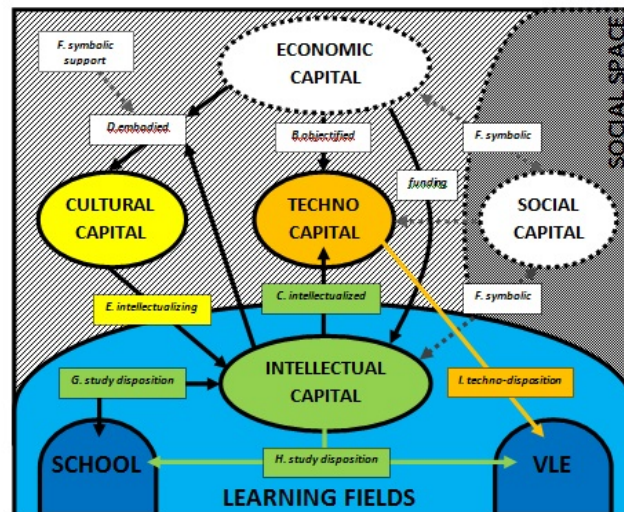 ECONOMIC
CAPITAL
F. symbolic
support
SOCIAL SPACE
D.embodied
B.objectified
F. symbolic
funding
CULTURAL
CAPITAL
TECHNO
CAPITAL
SOCIAL
CAPITAL
E. intellectualizing
C. intellectualized
F. symbolic
G. study disposition
INTELLECTUAL
CAPITAL
I. techno-disposition
SCHOOL
H. study disposition
VLE
LEARNING FIELDS